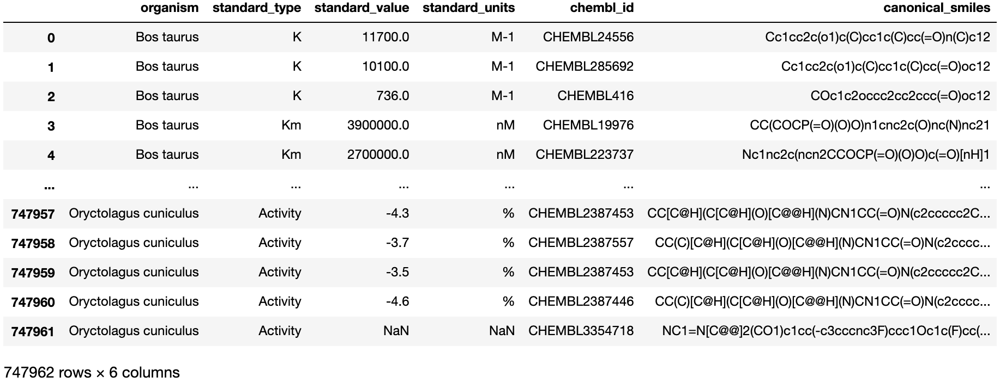 organism standard_type standard_value standard_units chembl_id canonical_smiles
0 Bos taurus K 11700.0 M-1 CHEMBL24556 Cc1cc2c(o1)c(C)cc1c(C)cc(=O)n(C)c12
1 Bos taurus K 10100.0 M-1 CHEMBL285692 Cc1cc2c(o1)c(C)cc1c(C)cc(=O)oc12
2 Bos taurus K 736.0 M-1 CHEMBL416 COc1c2occc2cc2ccc(=O)oc12
3 Bos taurus Km 3900000.0 nM CHEMBL19976 CC(COCP(=O)(O)O)n1cnc2c(O)nc(N)nc21
4 Bos taurus Km 2700000.0 nM CHEMBL223737 Nc1nc2c(ncn2CCOCP(=O)(O)O)c(=O)[nH]1
... ... ... ... ... ... ...
747957 Oryctolagus cuniculus Activity -4.3 % CHEMBL2387453 CC[C@H](C[C@H](O)[C@@H](N)CN1CC(=O)N(c2ccccc2C...
747958 Oryctolagus cuniculus Activity -3.7 % CHEMBL2387557 CC(C)[C@H](C[C@H](O)[C@@H](N)CN1CC(=O)N(c2cccc...
747959 Oryctolagus cuniculus Activity -3.5 % CHEMBL2387453 CC[C@H](C[C@H](O)[C@@H](N)CN1CC(=O)N(c2ccccc2C...
747960 Oryctolagus cuniculus Activity -4.6 % CHEMBL2387446 CC(C)[C@H](C[C@H](O)[C@@H](N)CN1CC(=O)N(c2cccc...
747961 Oryctolagus cuniculus Activity NaN NaN CHEMBL3354718 NC1=N[C@@]2(CO1)c1cc(-c3cccnc3F)ccc1Oc1c(F)cc(...
747962 rows × 6 columns